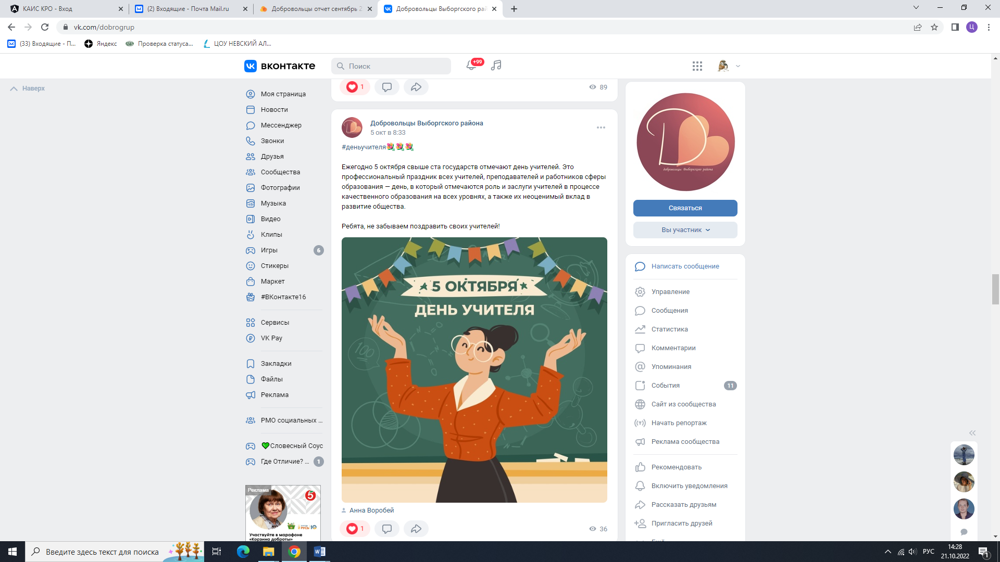 КАИС КРО - Вход
(2) Входящие - Почта Mail.ru
Добровольцы отчет сентябрь 2
Добровольцы Выборгского рай
vk.com/dobrogrup
Ц
(33) Входящие - П...
Яндекс
Проверка статуса...
ЦОУ НЕВСКИЙ АЛ...
вконтакте
Поиск
+99
Наверх
Моя страница
Новости
Мессенджер
Звонки
Друзья
Сообщества
Фотографии
Музыка
Видео
Клипы
Игры
6
Стикеры
Маркет
#ВКонтакте16
Сервисы
VK Pay
Закладки
Файлы
Реклама
РМО социальных ...
💚Словесный Соус
Где Отличие? ...
1
Реклама
5
Участвуйте в марафоне
«Корзина доброты»
1
89
Добровольцы Выборгского района
5 окт в 8:33
#деньучителя💐💐💐
Ежегодно 5 октября свыше ста государств отмечают день учителей. Это
профессиональный праздник всех учителей, преподавателей и работников сферы
образования — день, в который отмечаются роль и заслуги учителей в процессе
качественного образования на всех уровнях, а также их неоценимый вклад в
развитие общества.
Ребята, не забываем поздравить своих учителей!
5 ОКТЯБРЯ
ДЕНЬ УЧИТЕЛЯ
100
Анна Воробей
1
36
добровольцы Выборгского района
Связаться
Вы участник
Написать сообщение
Управление
Сообщения
Статистика
Комментарии
Упоминания
События
11
Сайт из сообщества
Начать репортаж
Реклама сообщества
Рекомендовать
Включить уведомления
Рассказать друзьям
Пригласить друзей
Ещё
Введите здесь текст для поиска
РУС
14:28
21.10.2022
1